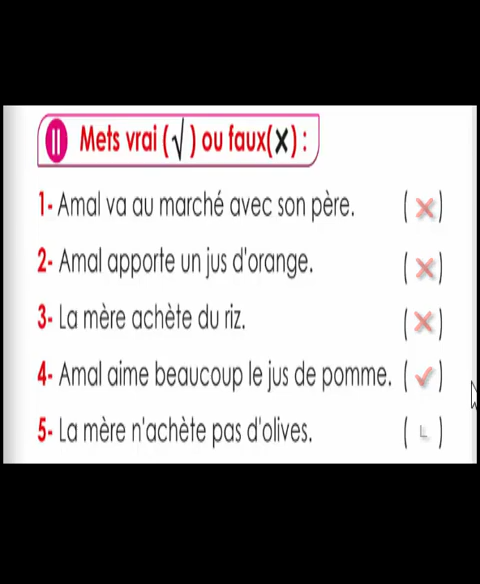 II Mets vrai (√) ou faux(×) :
1- Amal va au marché avec son père. (×)
2- Amal apporte un jus d'orange. (×)
3- La mère achète du riz. (×)
4- Amal aime beaucoup le jus de pomme. (✓)
5- La mère n'achète pas d'olives. ( )